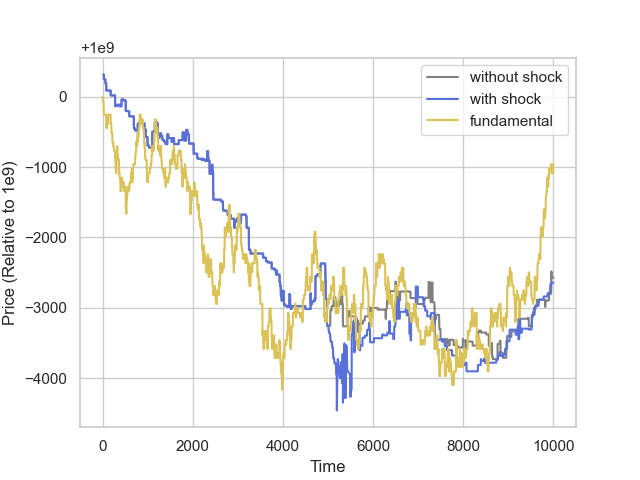 +1e9
without shock
with shock
fundamental
0
−1000
−2000
−3000
−4000
Price (Relative to 1e9)
0
2000
4000
6000
8000
10000
Time